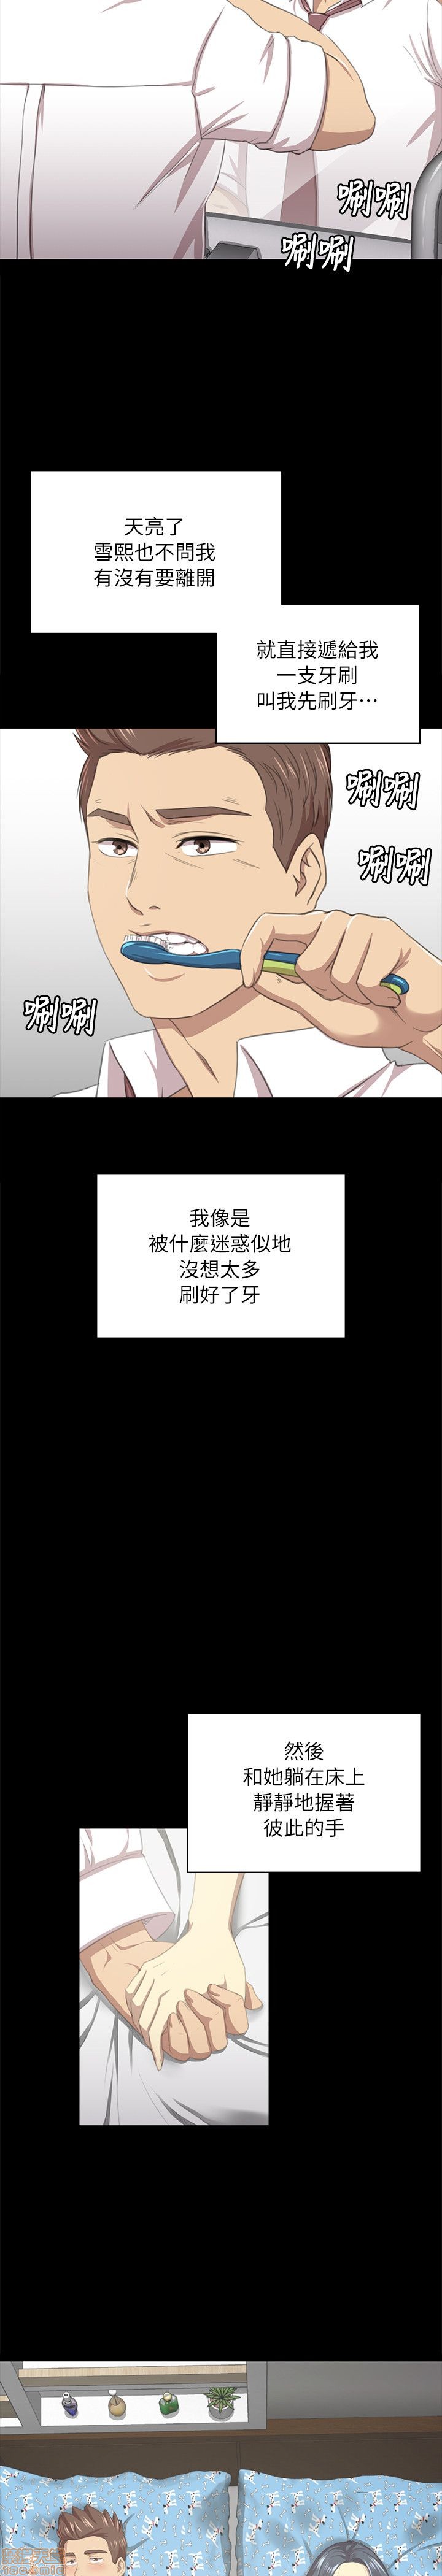 唰唰
唰唰
天亮了
雪熙也不問我
有沒有要離開
就直接遞給我
一支牙刷
叫我先刷牙⋯
唰唰
唰唰
唰唰
我像是
被什麼迷惑似地
沒想太多
刷好了牙
然後
和她躺在床上
靜靜地握著
彼此的手